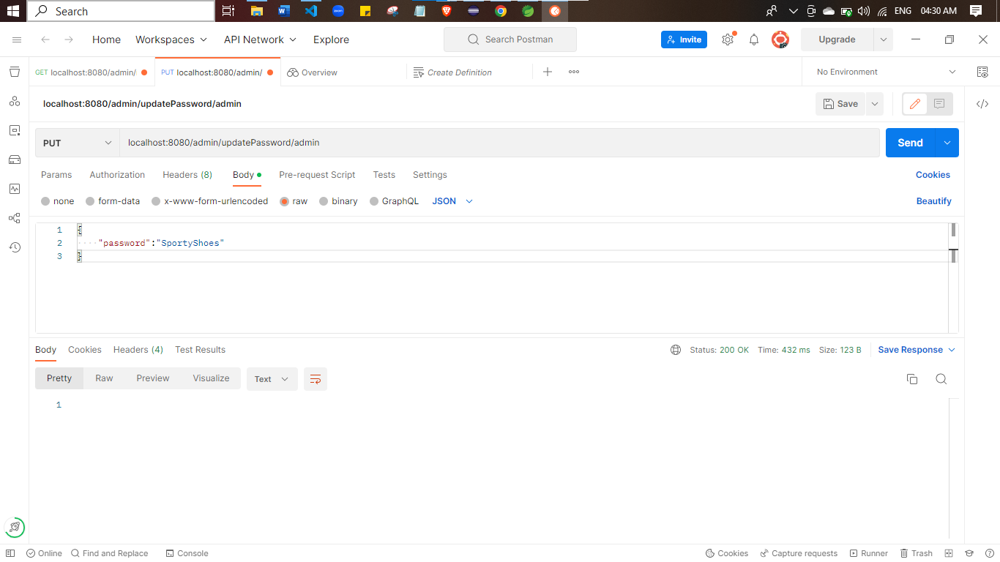 Search
ENG 04:30 AM
Home Workspaces API Network Explore Search Postman Invite Upgrade
GET localhost:8080/admin/ PUT localhost:8080/admin/ Overview Create Definition No Environment
localhost:8080/admin/updatePassword/admin Save
PUT localhost:8080/admin/updatePassword/admin Send
Params Authorization Headers (8) Body Pre-request Script Tests Settings Cookies
none form-data x-www-form-urlencoded raw binary GraphQL JSON Beautify
1 {
2 "password":"SportyShoes"
3 }
Body Cookies Headers (4) Test Results Status: 200 OK Time: 432 ms Size: 123 B Save Response
Pretty Raw Preview Visualize Text
1
Online Find and Replace Console Cookies Capture requests Runner Trash